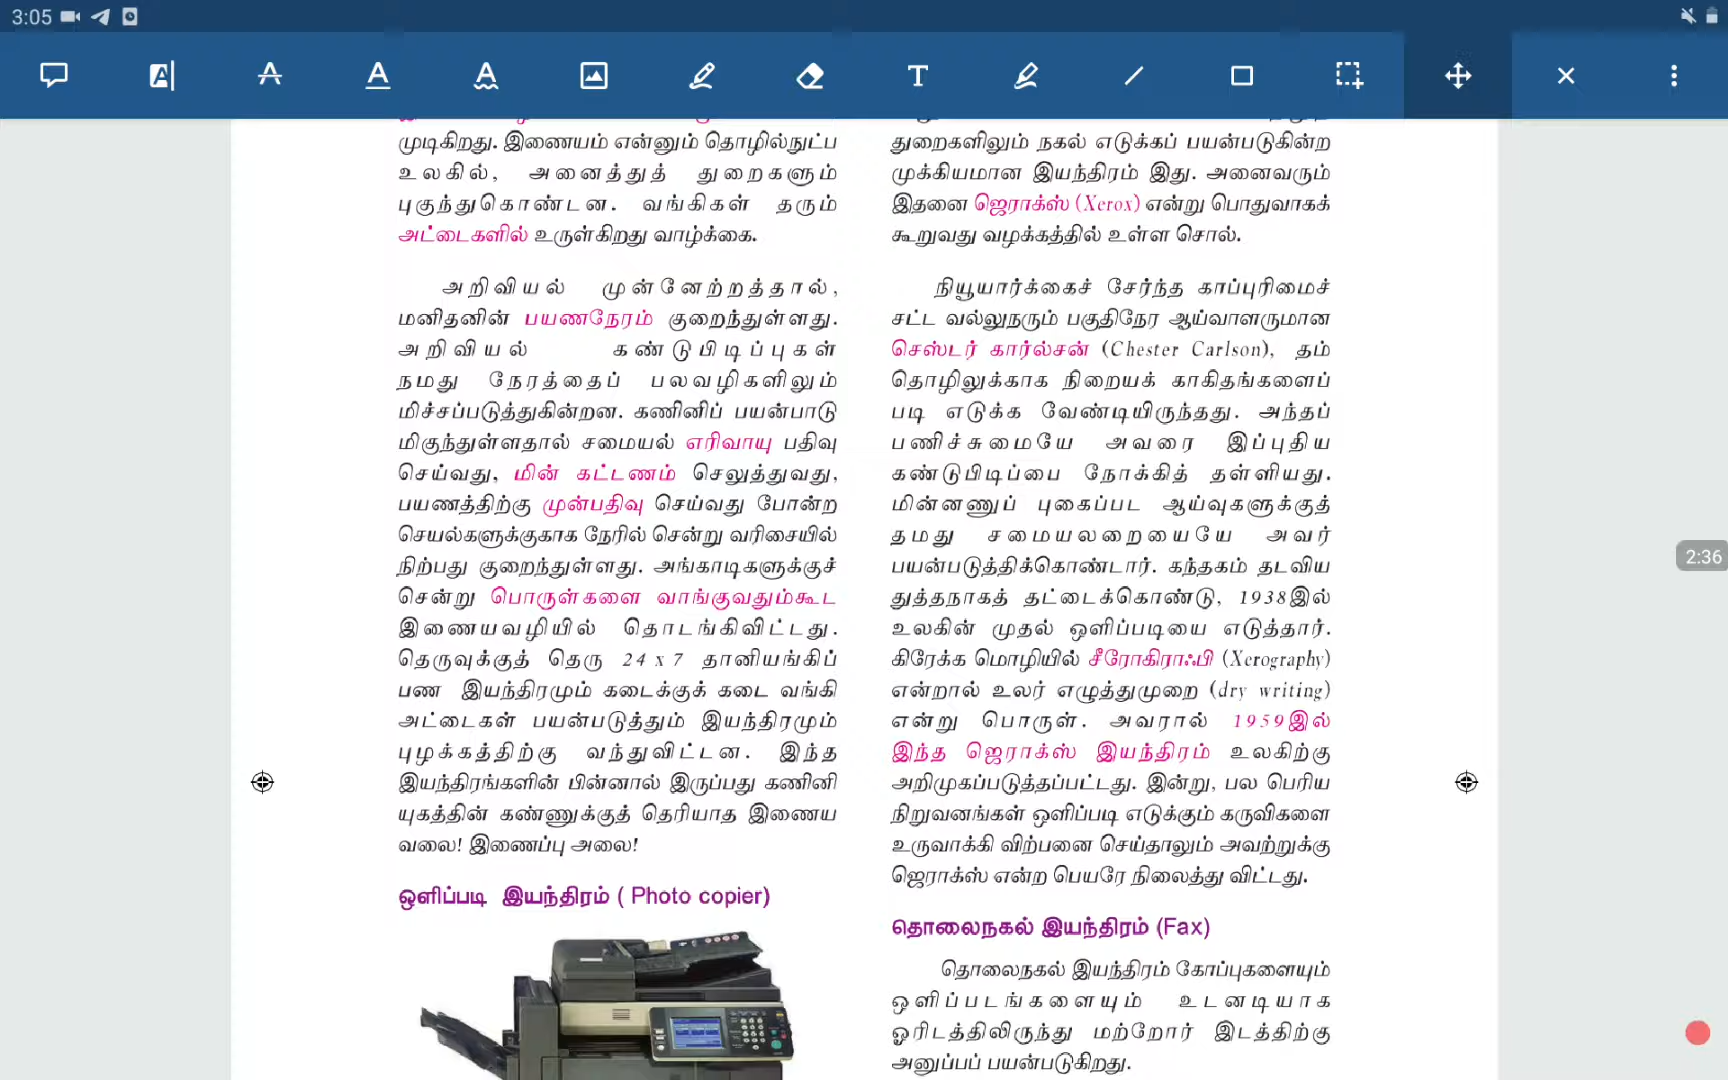 3:05
முடிகிறது. இணையம் என்னும் தொழில்நுட்ப
உலகில், அனைத்துத் துறைகளும்
புகுந்துகொண்டன. வங்கிகள் தரும்
அட்டைகளில் உருள்கிறது வாழ்க்கை.
அறிவியல் முன்னேற்றத்தால்,
மனிதனின் பயணநேரம் குறைந்துள்ளது.
அறிவியல் கண்டுபிடிப்புகள்
நமது நேரத்தைப் பலவழிகளிலும்
மிச்சப்படுத்துகின்றன. கணினிப் பயன்பாடு
மிகுந்துள்ளதால் சமையல் எரிவாயு பதிவு
செய்வது, மின் கட்டணம் செலுத்துவது,
பயணத்திற்கு முன்பதிவு செய்வது போன்ற
செயல்களுக்குகாக நேரில் சென்று வரிசையில்
நிற்பது குறைந்துள்ளது. அங்காடிகளுக்குச்
சென்று பொருள்களை வாங்குவதும்கூட
இணையவழியில் தொடங்கிவிட்டது.
தெருவுக்குத் தெரு 24 x 7 தானியங்கிப்
பண இயந்திரமும் கடைக்குக் கடை வங்கி
அட்டைகள் பயன்படுத்தும் இயந்திரமும்
புழக்கத்திற்கு வந்துவிட்டன. இந்த
இயந்திரங்களின் பின்னால் இருப்பது கணினி
யுகத்தின் கண்ணுக்குத் தெரியாத இணைய
வலை! இணைப்பு அலை!
ஒளிப்படி இயந்திரம் ( Photo copier)
துறைகளிலும் நகல் எடுக்கப் பயன்படுகின்ற
முக்கியமான இயந்திரம் இது. அனைவரும்
இதனை ஜெராக்ஸ் (Xerox) என்று பொதுவாகக்
கூறுவது வழக்கத்தில் உள்ள சொல்.
நியூயார்க்கைச் சேர்ந்த காப்புரிமைச்
சட்ட வல்லுநரும் பகுதிநேர ஆய்வாளருமான
செஸ்டர் கார்ல்சன் (Chester Carlson), தம்
தொழிலுக்காக நிறையக் காகிதங்களைப்
படி எடுக்க வேண்டியிருந்தது. அந்தப்
பணிச்சுமையே அவரை இப்புதிய
கண்டுபிடிப்பை நோக்கித் தள்ளியது.
மின்னணுப் புகைப்பட ஆய்வுகளுக்குத்
தமது சமையலறையையே அவர்
பயன்படுத்திக்கொண்டார். கந்தகம் தடவிய
துத்தநாகத் தட்டைக்கொண்டு, 1938இல்
உலகின் முதல் ஒளிப்படியை எடுத்தார்.
கிரேக்க மொழியில் சீரோகிராஃபி (Xerography)
என்றால் உலர் எழுத்துமுறை (dry writing)
என்று பொருள். அவரால் 1959இல்
இந்த ஜெராக்ஸ் இயந்திரம் உலகிற்கு
அறிமுகப்படுத்தப்பட்டது. இன்று, பல பெரிய
நிறுவனங்கள் ஒளிப்படி எடுக்கும் கருவிகளை
உருவாக்கி விற்பனை செய்தாலும் அவற்றுக்கு
ஜெராக்ஸ் என்ற பெயரே நிலைத்து விட்டது.
தொலைநகல் இயந்திரம் (Fax)
தொலைநகல் இயந்திரம் கோப்புகளையும்
ஒளிப்படங்களையும் உடனடியாக
ஓரிடத்திலிருந்து மற்றோர் இடத்திற்கு
அனுப்பப் பயன்படுகிறது.
2:36